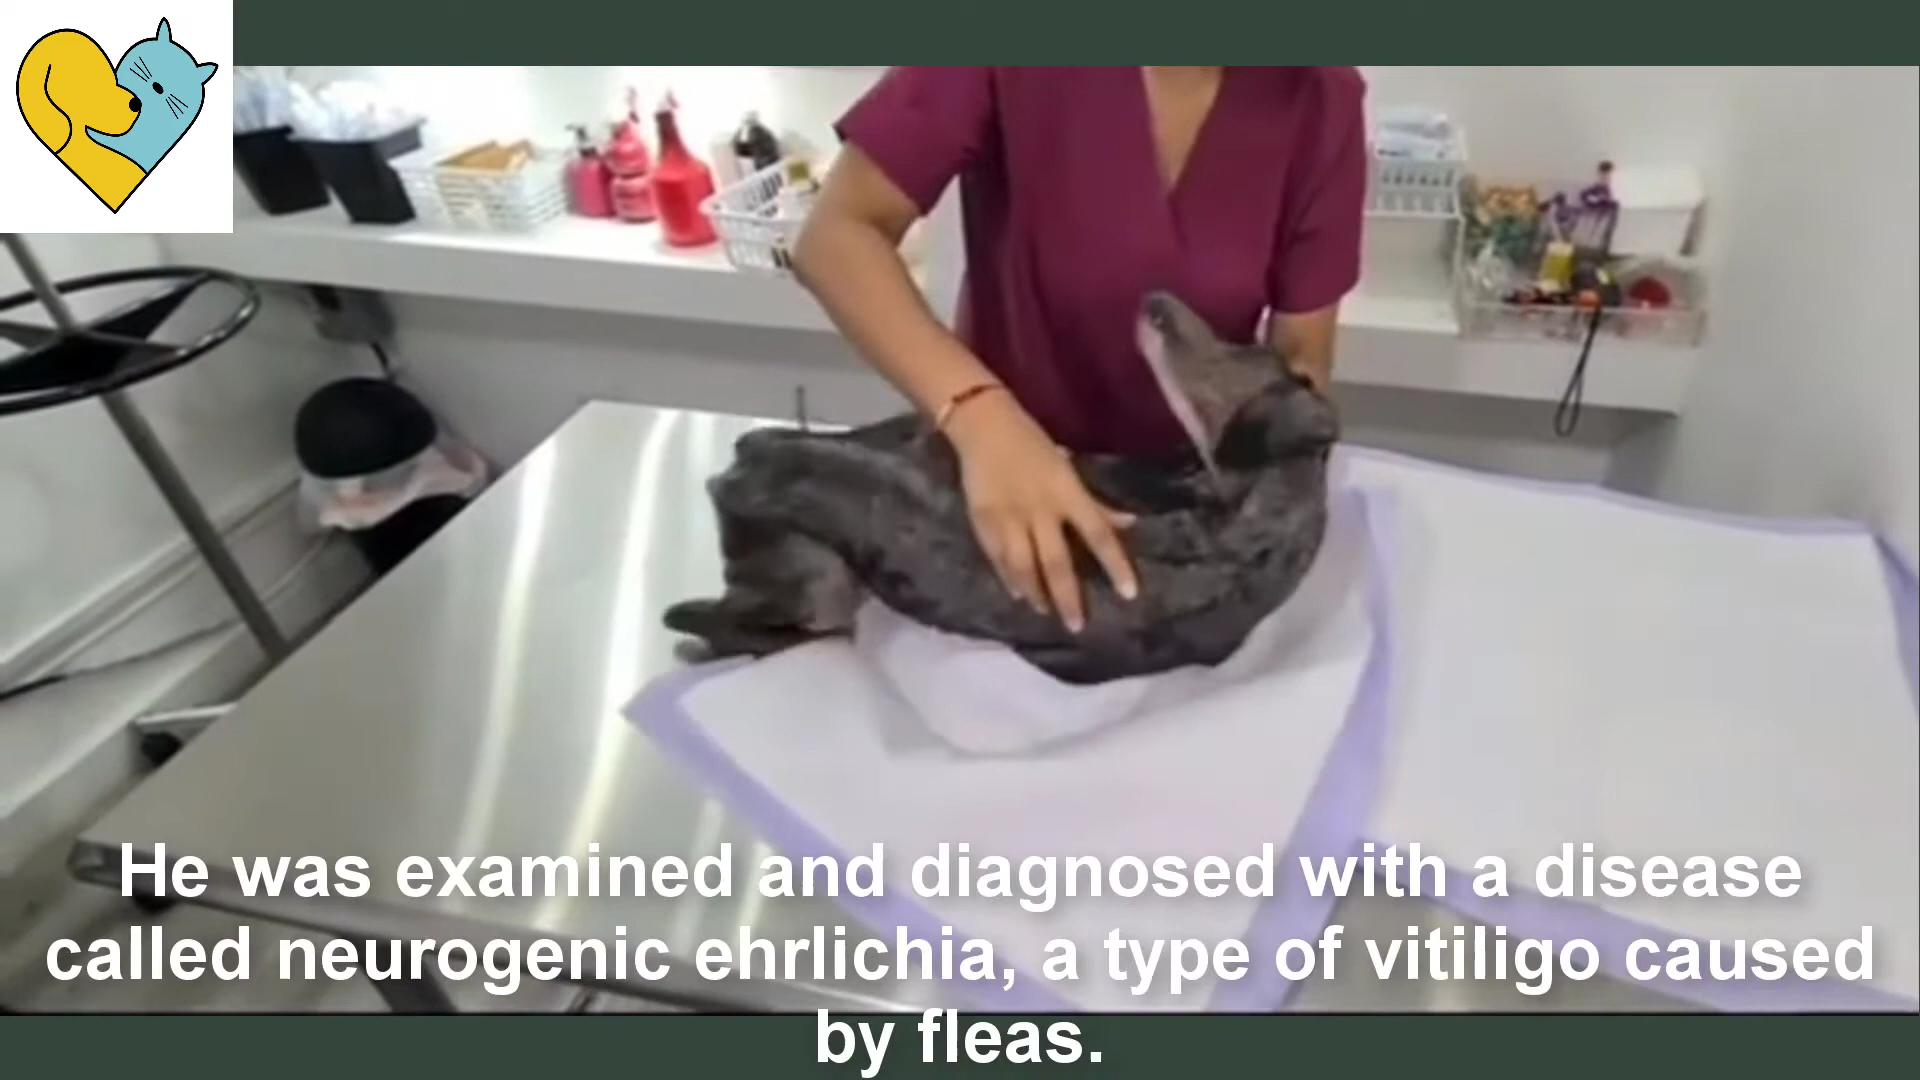 He was examined and diagnosed with a disease
called neurogenic ehrlichia, a type of vitiligo caused
by fleas.